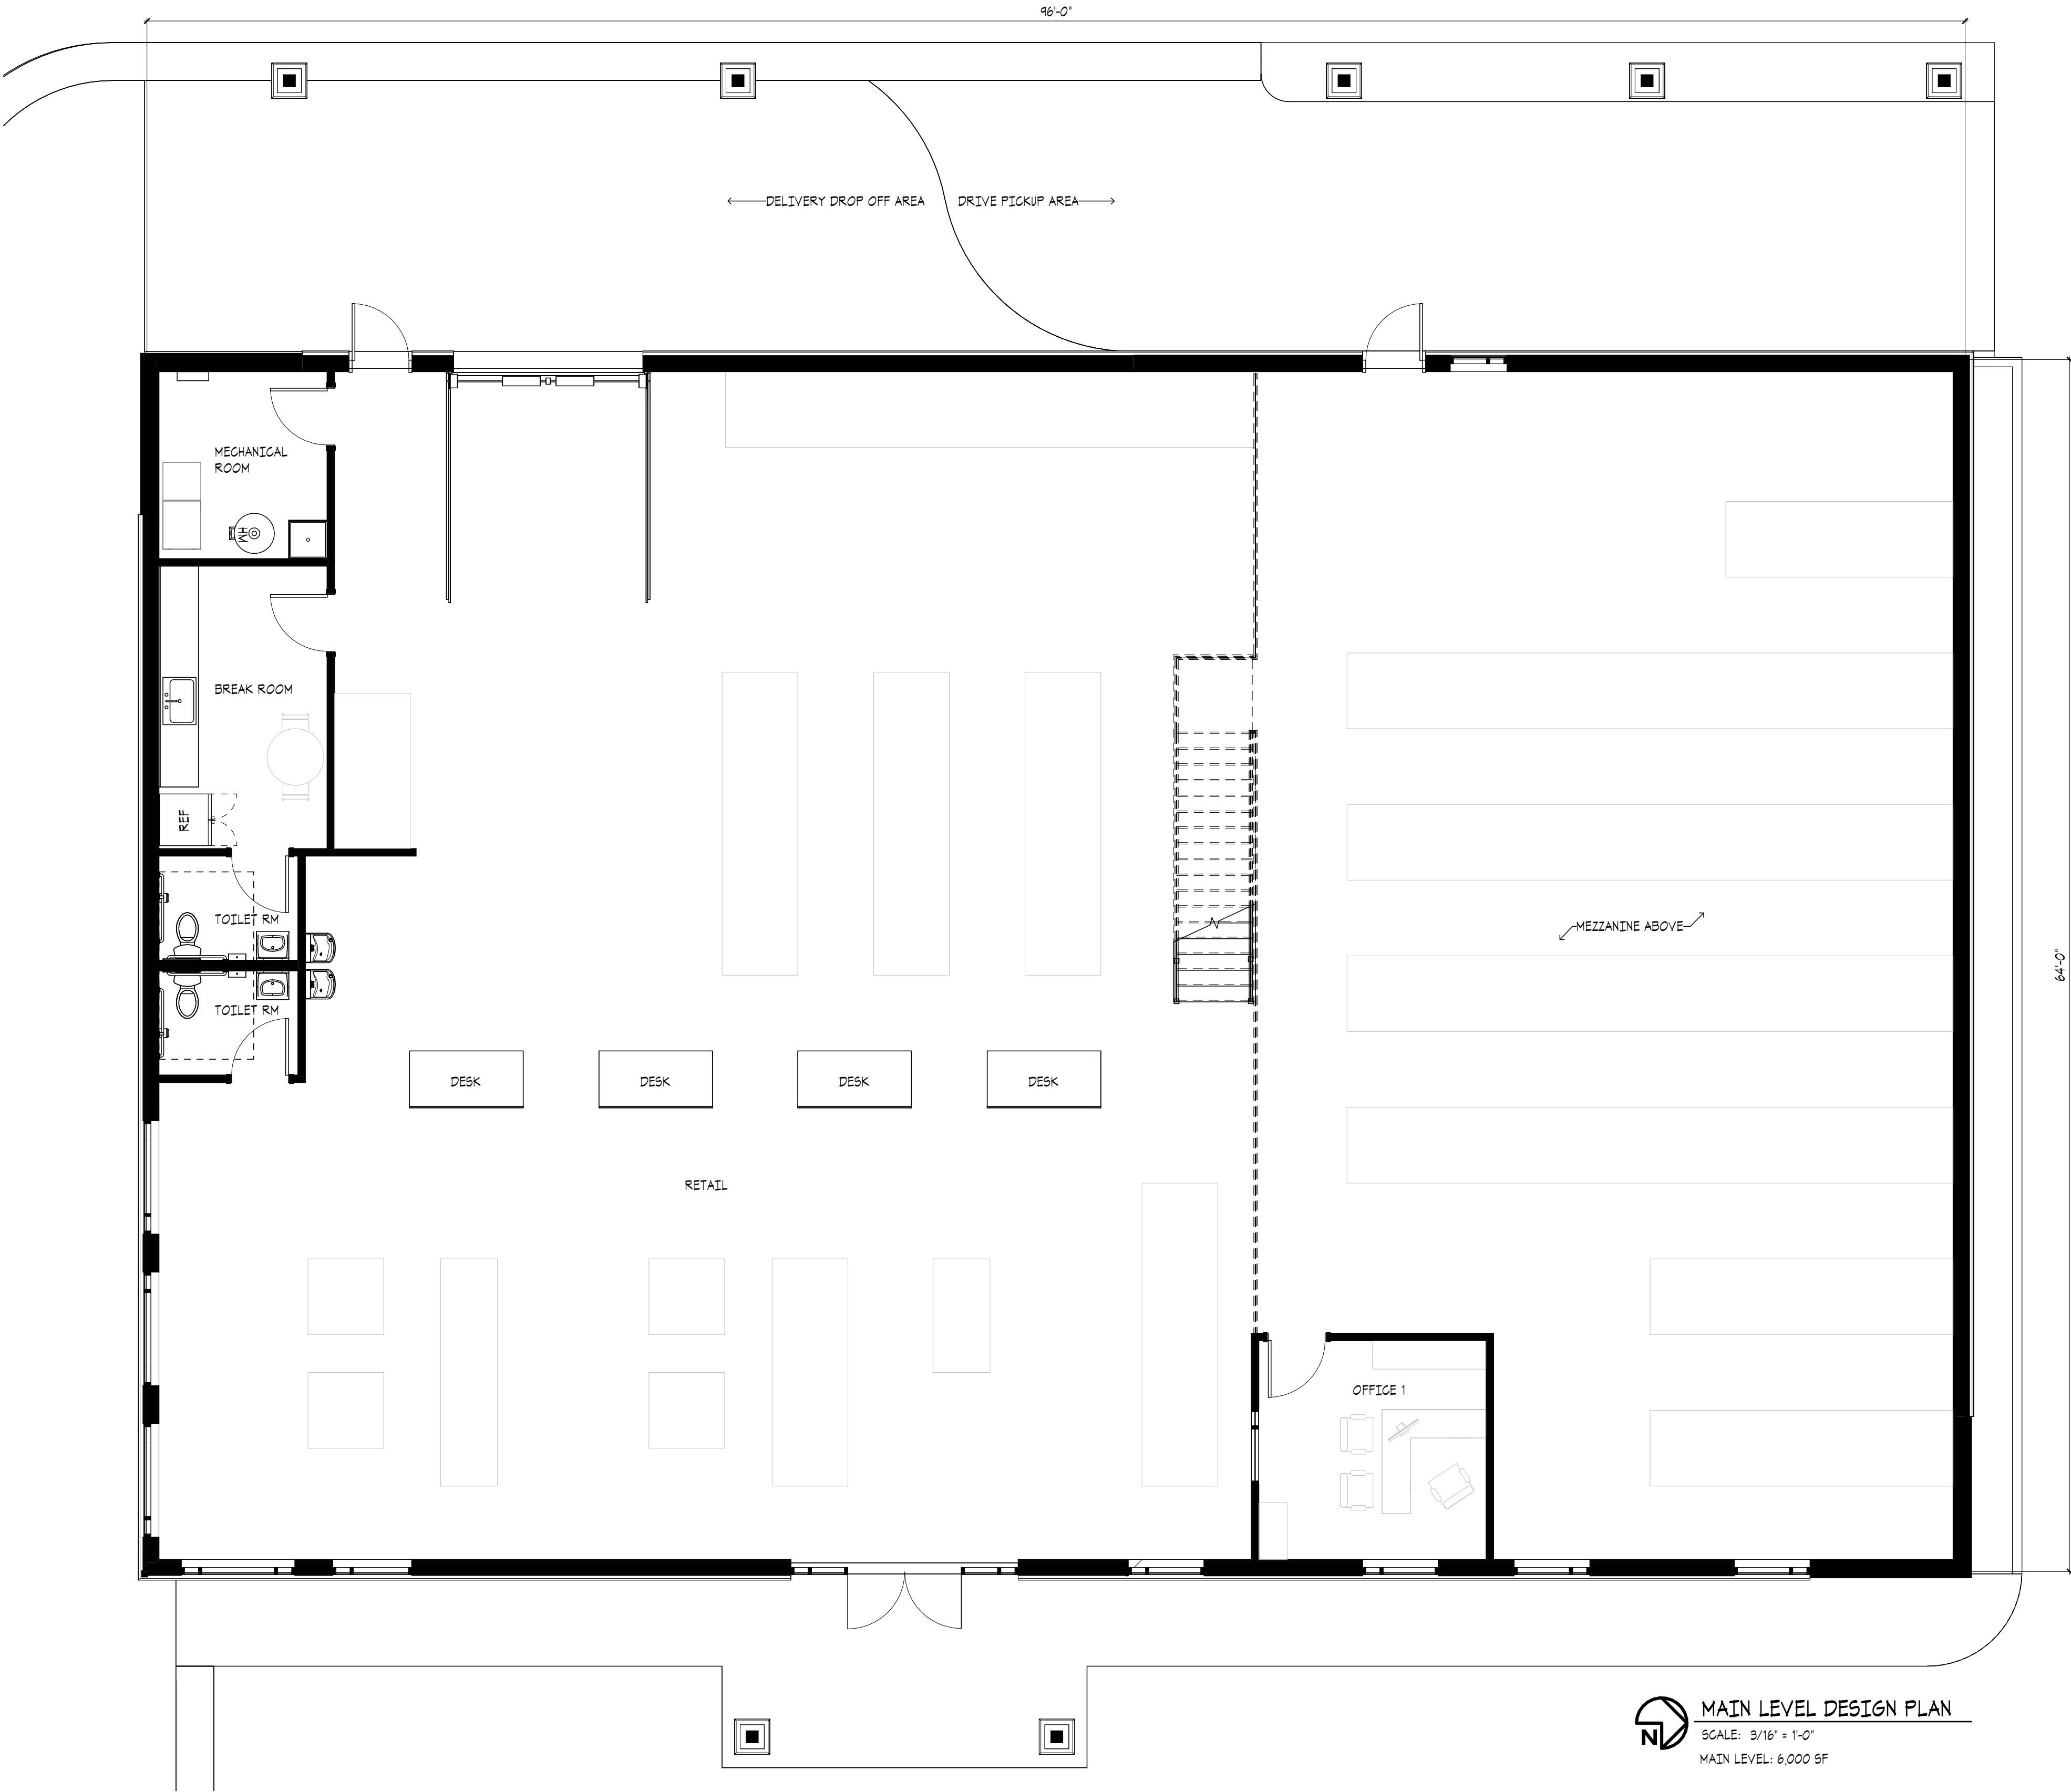 96'-0"
DELIVERY DROP OFF AREA
DRIVE PICKUP AREA
MECHANICAL
ROOM
WH
BREAK ROOM
REF
TOILET RM
MEZZANINE ABOVE
64'-0"
TOILET RM
DESK
DESK
DESK
DESK
RETAIL
OFFICE 1
N
MAIN LEVEL DESIGN PLAN
SCALE: 3/16" = 1'-0"
MAIN LEVEL: 6,000 SF